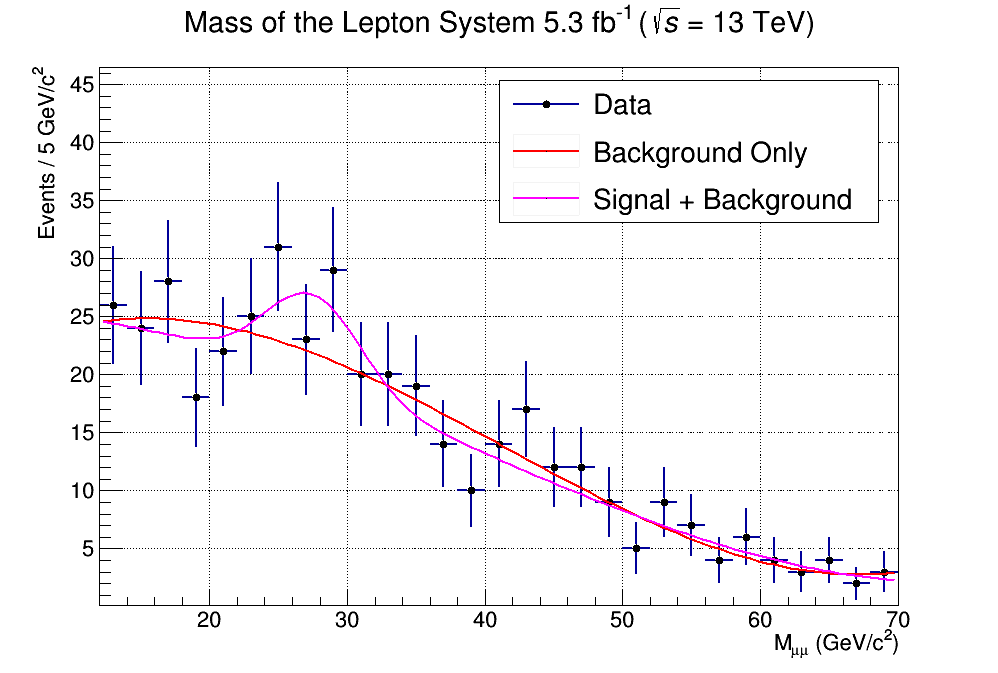 Mass of the Lepton System 5.3 fb⁻¹ (√s = 13 TeV)
Events / 5 GeV/c²
45
40
35
30
25
20
15
10
5
Data
Background Only
Signal + Background
20 30 40 50 60 70
Mμμ (GeV/c²)